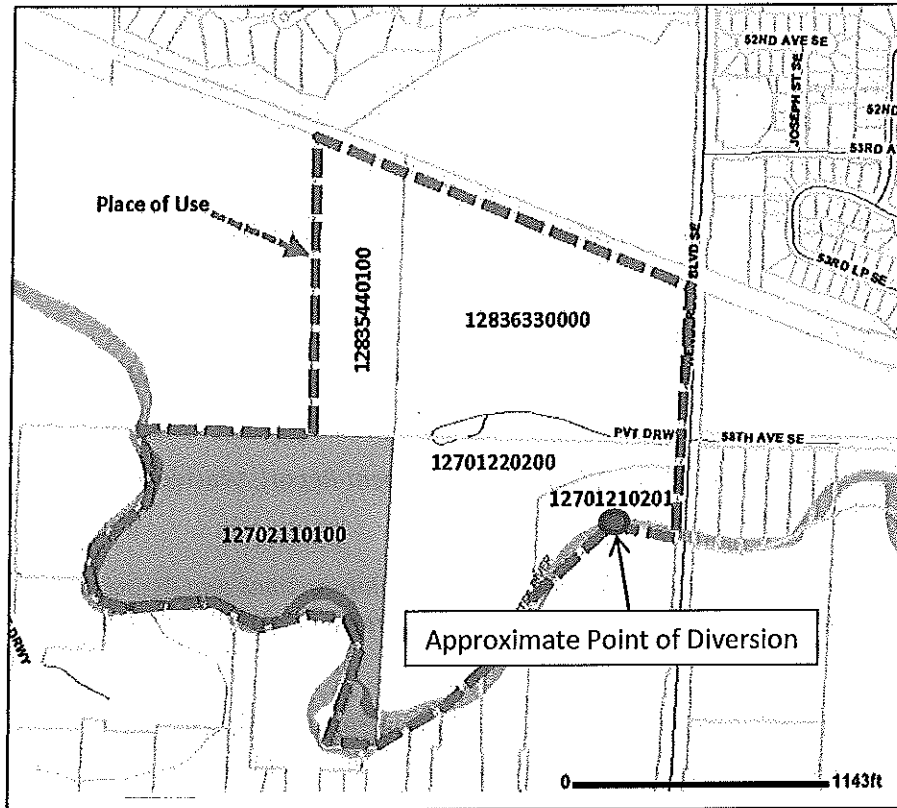 52ND AVE SE
JOSEPH ST SE
52ND
53RD A
53RD LP SE
BLVD SE
Place of Use
12835440100
12836330000
PVT DRW
58TH AVE SE
12701220200
12701210201
12702110100
DRWY
Approximate Point of Diversion
0
1143ft